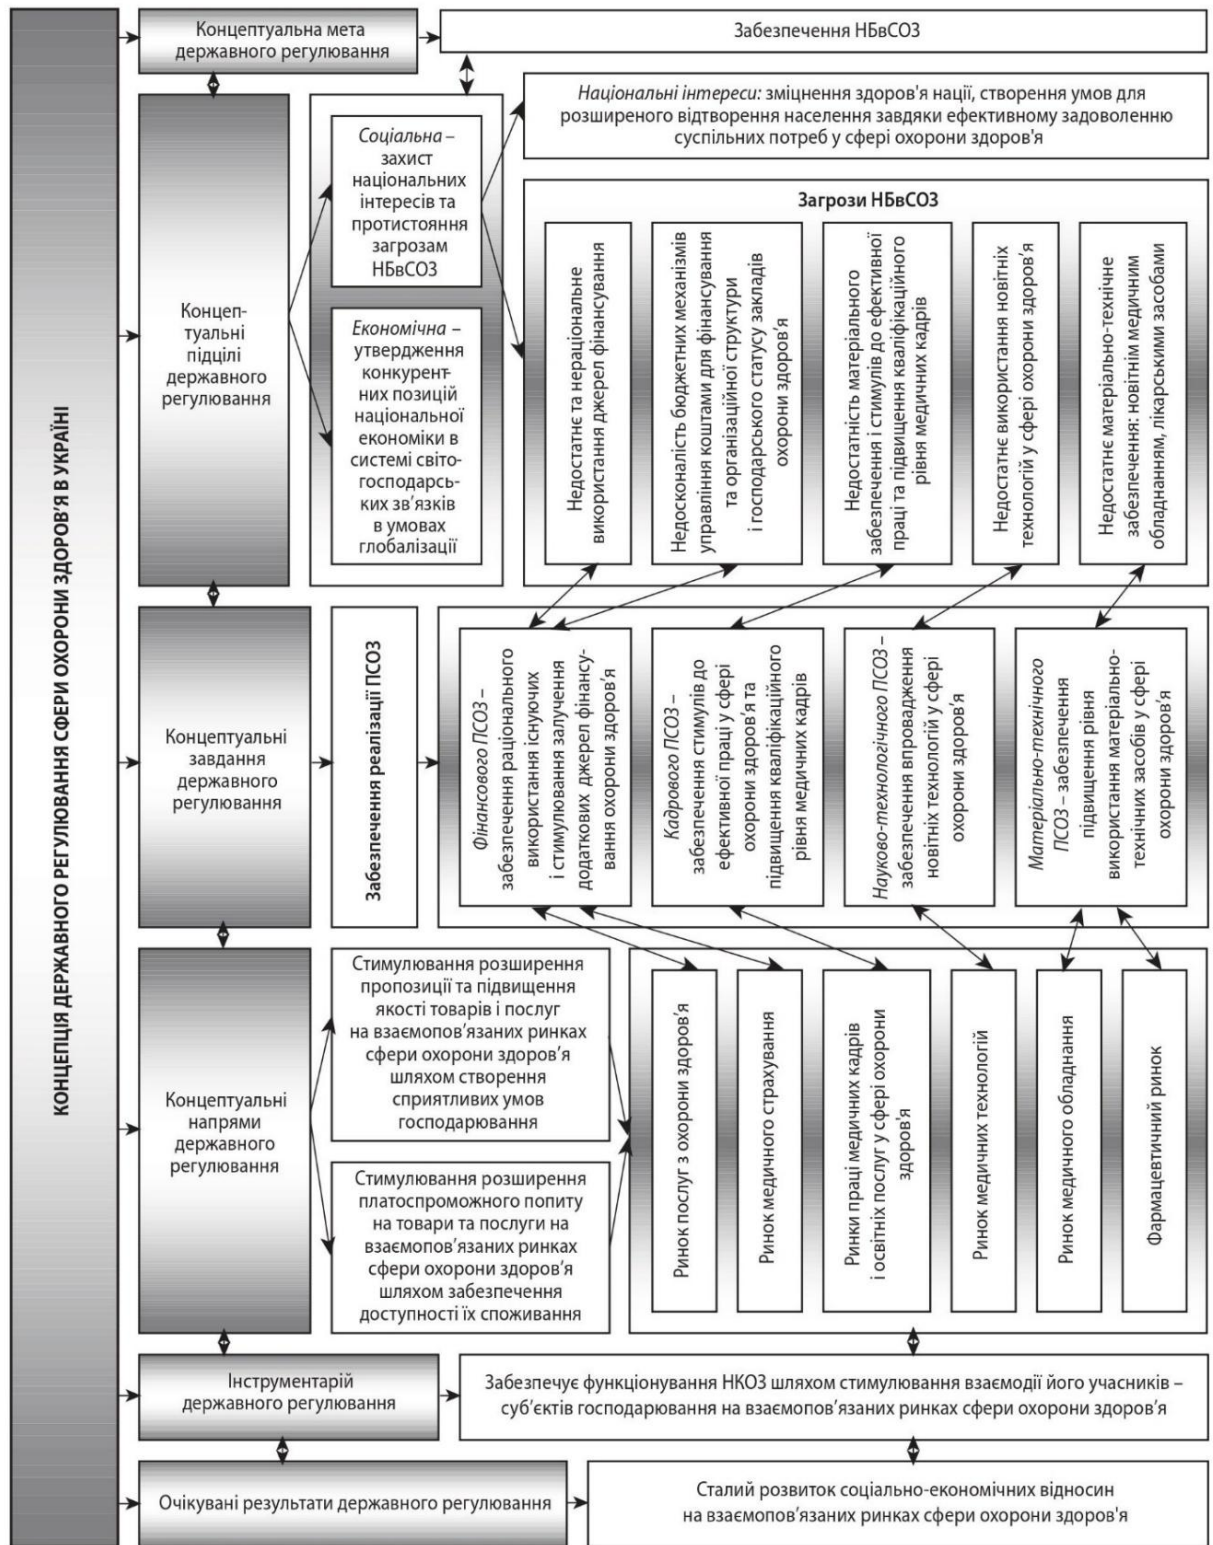 КОНЦЕПЦІЯ ДЕРЖАВНОГО РЕГУЛЮВАННЯ СФЕРИ ОХОРОНИ ЗДОРОВ'Я В УКРАЇНІ
Концептуальна мета
державного регулювання
Забезпечення НБвСОЗ
Концеп-
туальні
підцілі
державного
регулювання
Соціальна –
захист
національних
інтересів та
протистояння
загрозам
НБвСОЗ
Економічна –
утвердження
конкурент-
них позицій
національної
економіки в
системі світо-
господарсь-
ких зв'язків
в умовах
глобалізації
Національні інтереси: зміцнення здоров'я нації, створення умов для
розширеного відтворення населення завдяки ефективному задоволенню
суспільних потреб у сфері охорони здоров'я
Загрози НБвСОЗ
Недостатнє та нераціональне
використання джерел фінансування
Недосконалість бюджетних механізмів
управління коштами для фінансування
та організаційної структури
і господарського статусу закладів
охорони здоров'я
Недостатність матеріального
забезпечення і стимулів до ефективної
праці та підвищення кваліфікаційного
рівня медичних кадрів
Недостатнє використання новітніх
технологій у сфері охорони здоров'я
Недостатнє матеріально-технічне
забезпечення: новітнім медичним
обладнанням, лікарськими засобами
Концептуальні
завдання
державного
регулювання
Забезпечення реалізації ПСОЗ
Фінансового ПСОЗ –
забезпечення раціонального
використання існуючих
і стимулювання залучення
додаткових джерел фінансу-
вання охорони здоров'я
Кадрового ПСОЗ –
забезпечення стимулів до
ефективної праці у сфері
охорони здоров'я та
підвищення кваліфікаційного
рівня медичних кадрів
Науково-технологічного ПСОЗ –
забезпечення впровадження
новітніх технологій у сфері
охорони здоров'я
Матеріально-технічного
ПСОЗ – забезпечення
підвищення рівня
використання матеріально-
технічних засобів у сфері
охорони здоров'я
Концептуальні
напрями
державного
регулювання
Стимулювання розширення
пропозиції та підвищення
якості товарів і послуг
на взаємопов'язаних ринках
сфери охорони здоров'я
шляхом створення
сприятливих умов
господарювання
Стимулювання розширення
платоспроможного попиту
на товари та послуги на
взаємопов'язаних ринках
сфери охорони здоров'я
шляхом забезпечення
доступності їх споживання
Ринок послуг з охорони здоров'я
Ринок медичного страхування
Ринки праці медичних кадрів
і освітніх послуг у сфері охорони
здоров'я
Ринок медичних технологій
Ринок медичного обладнання
Фармацевтичний ринок
Інструментарій
державного регулювання
Забезпечує функціонування НКОЗ шляхом стимулювання взаємодії його учасників –
суб'єктів господарювання на взаємопов'язаних ринках сфери охорони здоров'я
Очікувані результати державного регулювання
Сталий розвиток соціально-економічних відносин
на взаємопов'язаних ринках сфери охорони здоров'я